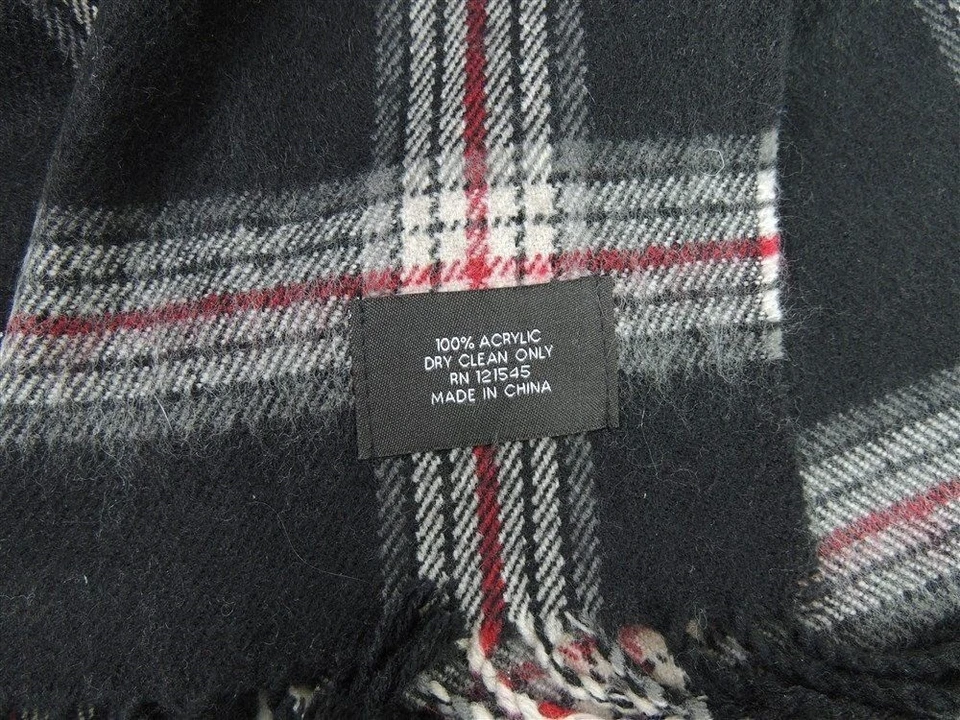 100% ACRYLIC
DRY CLEAN ONLY
RN 121545
MADE IN CHINA